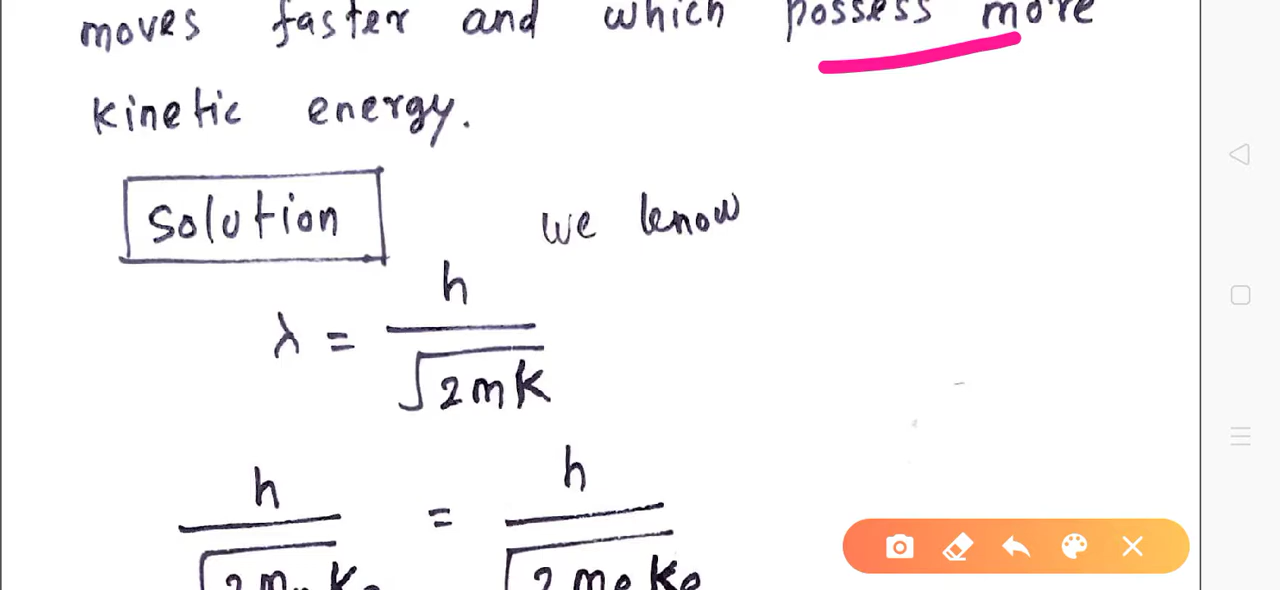 moves faster and which possess more
kinetic energy.
Solution we know
λ = h / √2mK
h = h